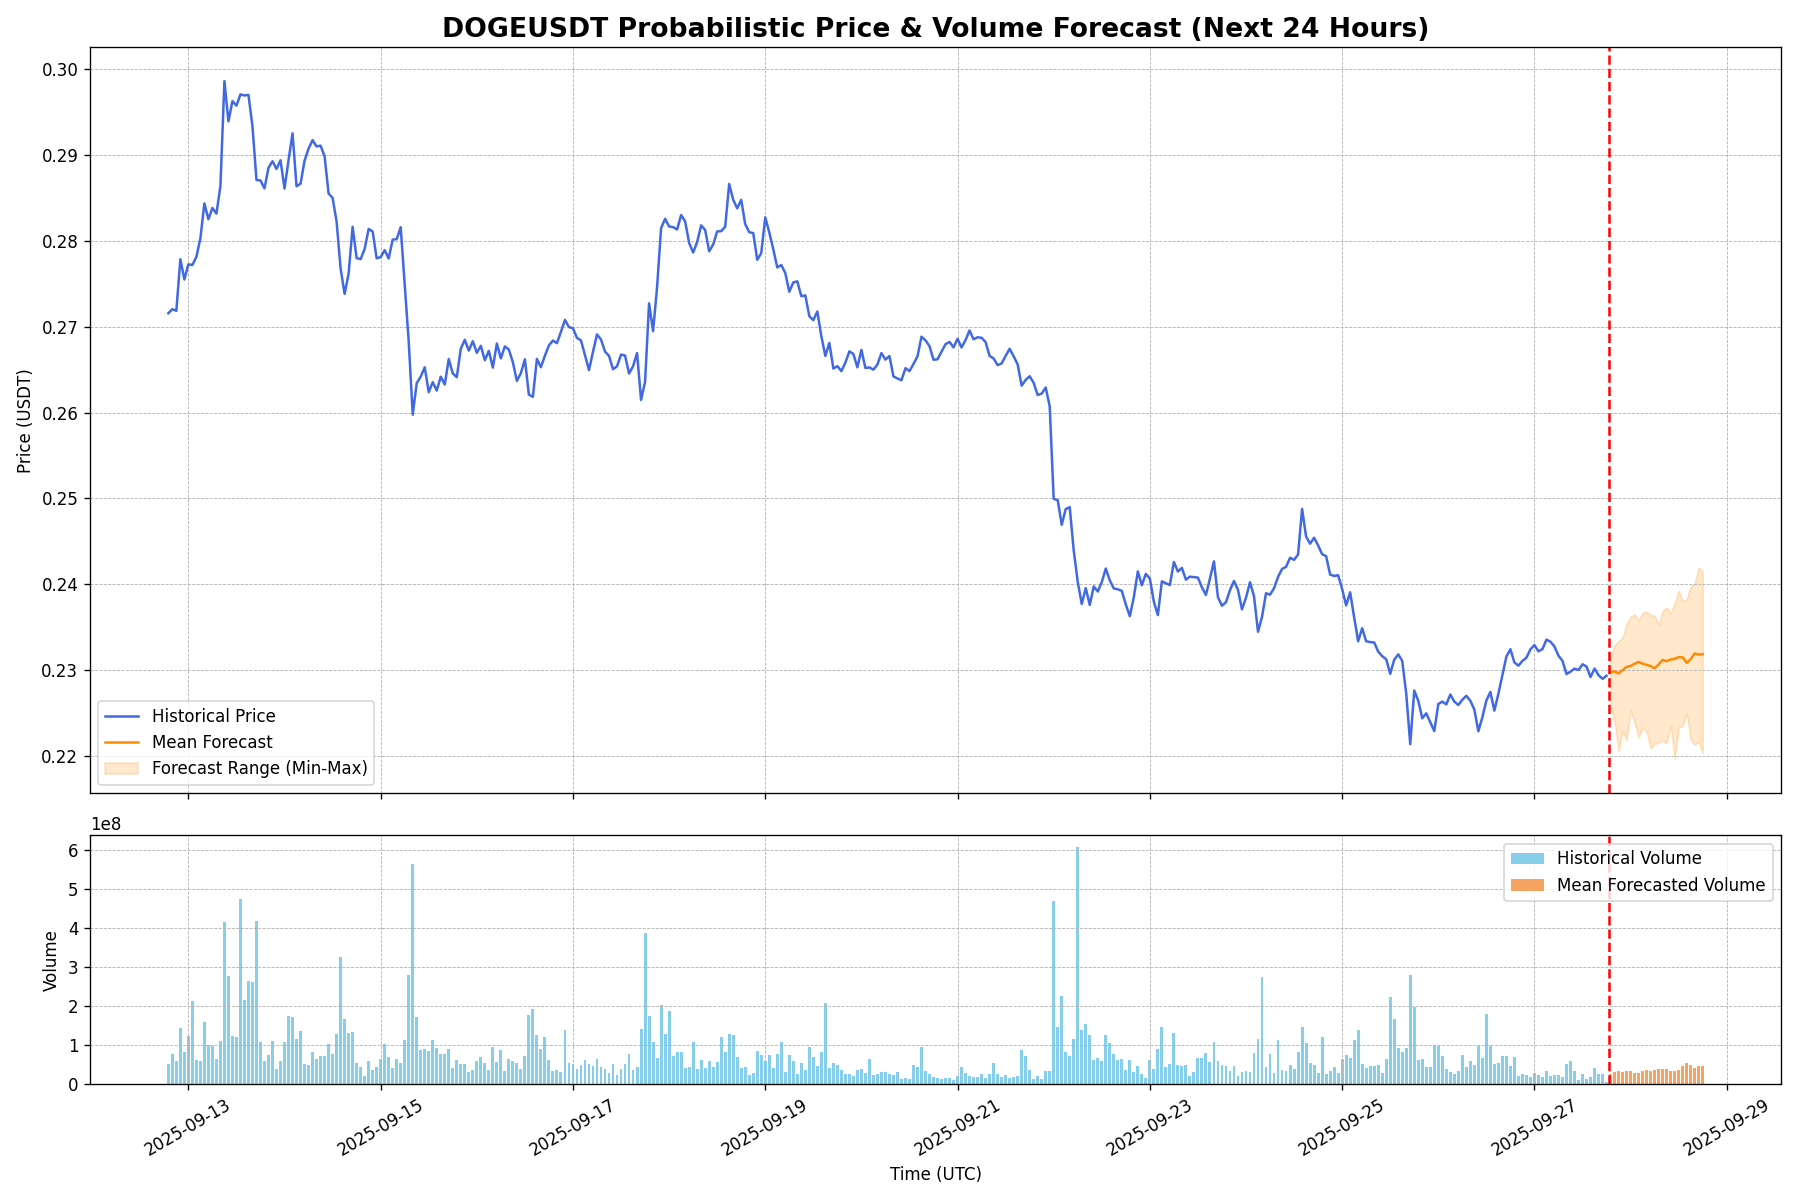 DOGEUSDT Probabilistic Price & Volume Forecast (Next 24 Hours)
0.30
0.29
0.28
0.27
0.26
0.25
0.24
0.23
0.22
Price (USDT)
Historical Price
Mean Forecast
Forecast Range (Min-Max)
1e8
6
5
4
3
2
1
0
Volume
Historical Volume
Mean Forecasted Volume
2025-09-13
2025-09-15
2025-09-17
2025-09-19
2025-09-21
2025-09-23
2025-09-25
2025-09-27
2025-09-29
Time (UTC)